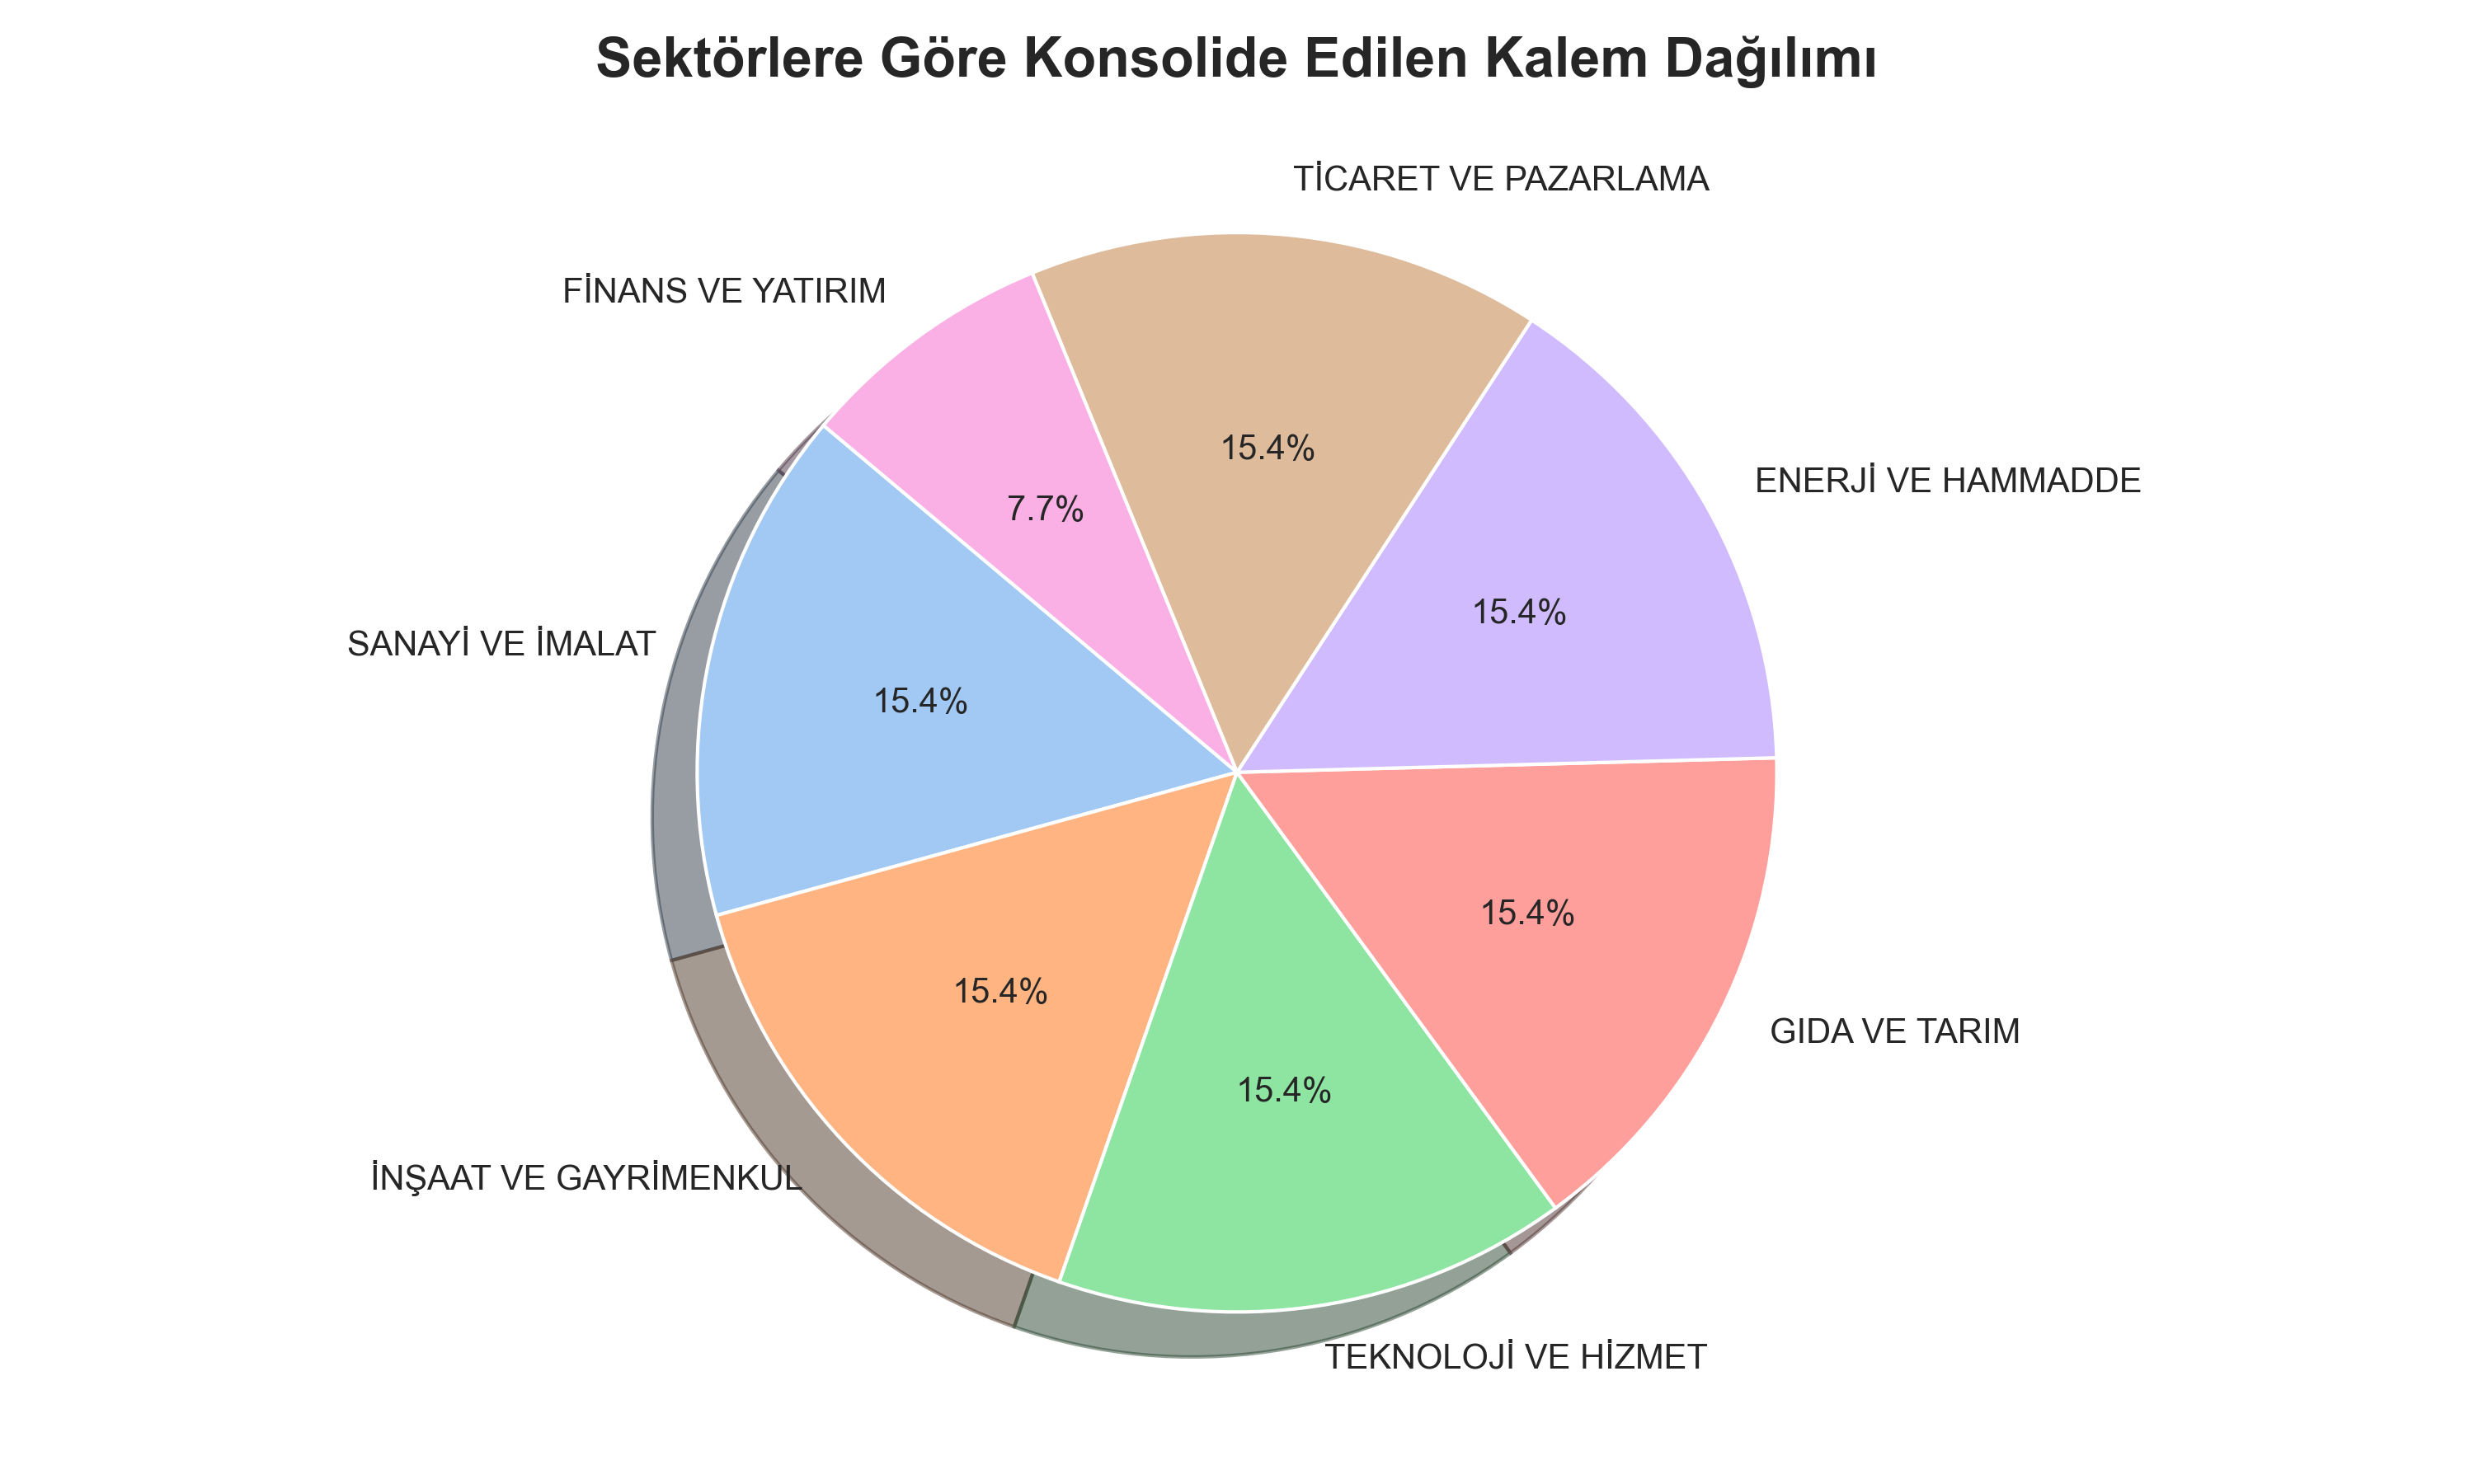 Sektörlere Göre Konsolide Edilen Kalem Dağılımı
TİCARET VE PAZARLAMA
FİNANS VE YATIRIM
15.4%
ENERJİ VE HAMMADDE
7.7%
15.4%
SANAYİ VE İMALAT
15.4%
15.4%
15.4%
GIDA VE TARIM
15.4%
İNŞAAT VE GAYRİMENKUL
TEKNOLOJİ VE HİZMET